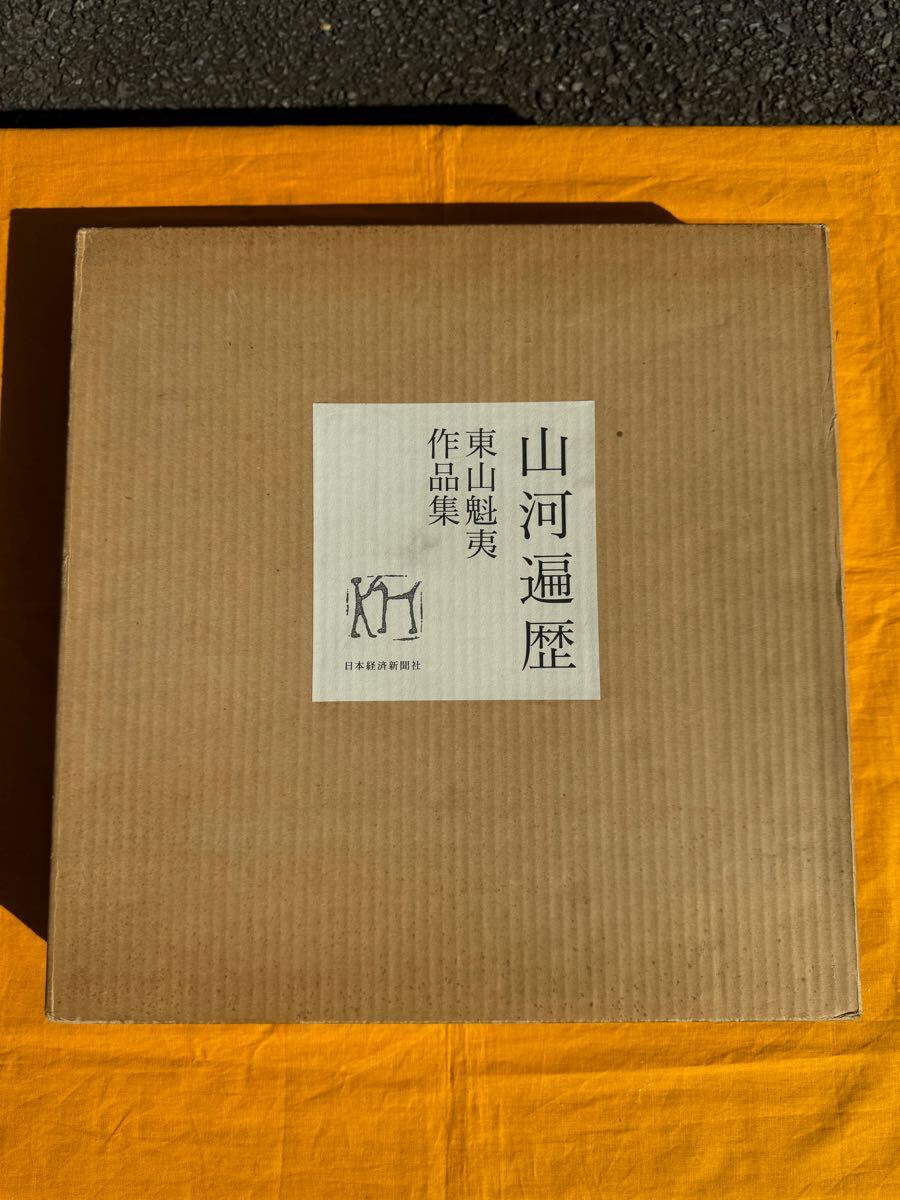 山河遍歴
東山魁夷
作品集
KH
日本経済新聞社